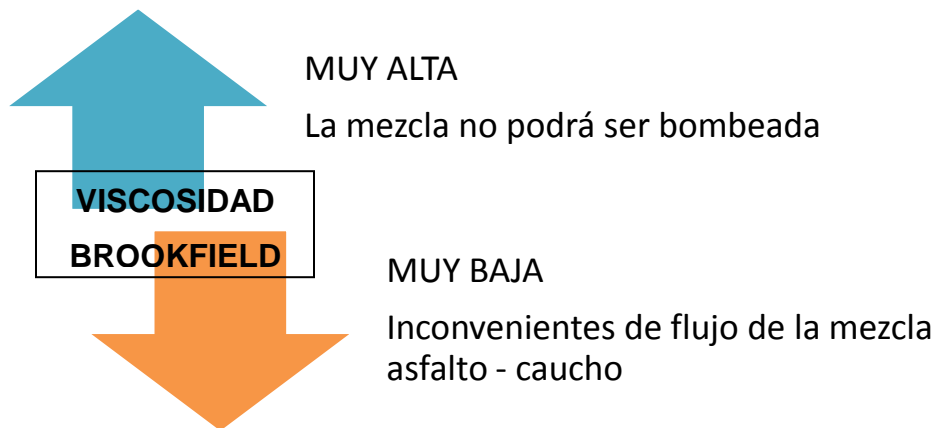 MUY ALTA
La mezcla no podrá ser bombeada
VISCOSIDAD
BROOKFIELD
MUY BAJA
Inconvenientes de flujo de la mezcla
asfalto - caucho